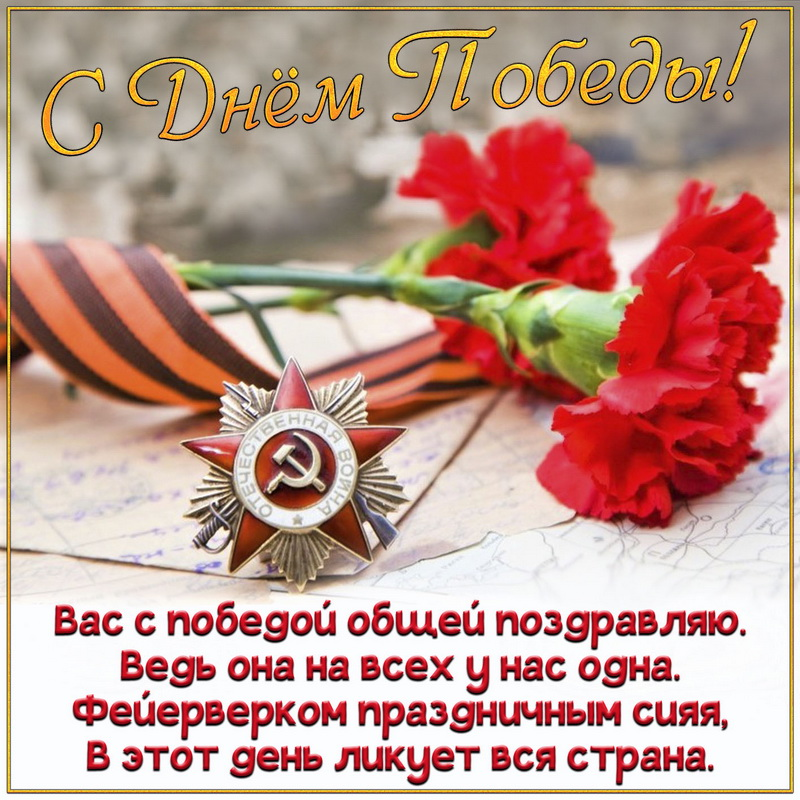 С Днём Победы!
ОТЕЧЕСТВЕННАЯ ВОЙНА
Вас с победой общей поздравляю.
Ведь она на всех у нас одна.
Фейерверком праздничным сияя,
В этот день ликует вся страна.